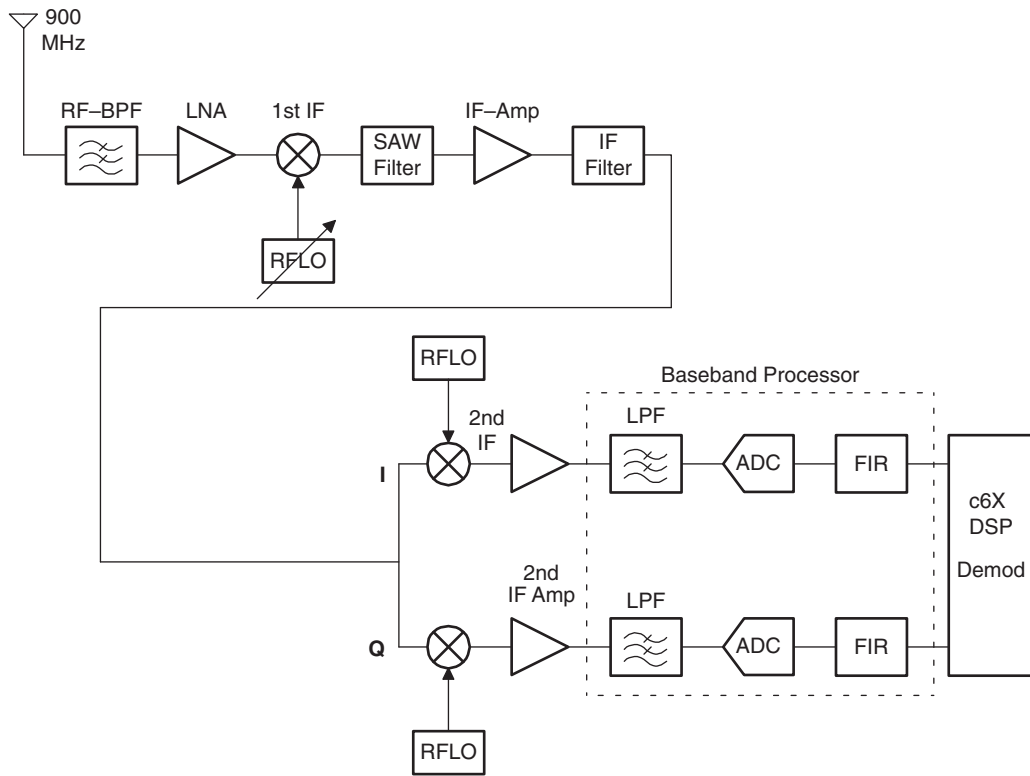 900
MHz
RF–BPF
LNA
1st IF
SAW
Filter
IF–Amp
IF
Filter
RFLO
RFLO
Baseband Processor
I
2nd
IF
LPF
ADC
FIR
c6X
DSP
Demod
Q
2nd
IF Amp
LPF
ADC
FIR
RFLO